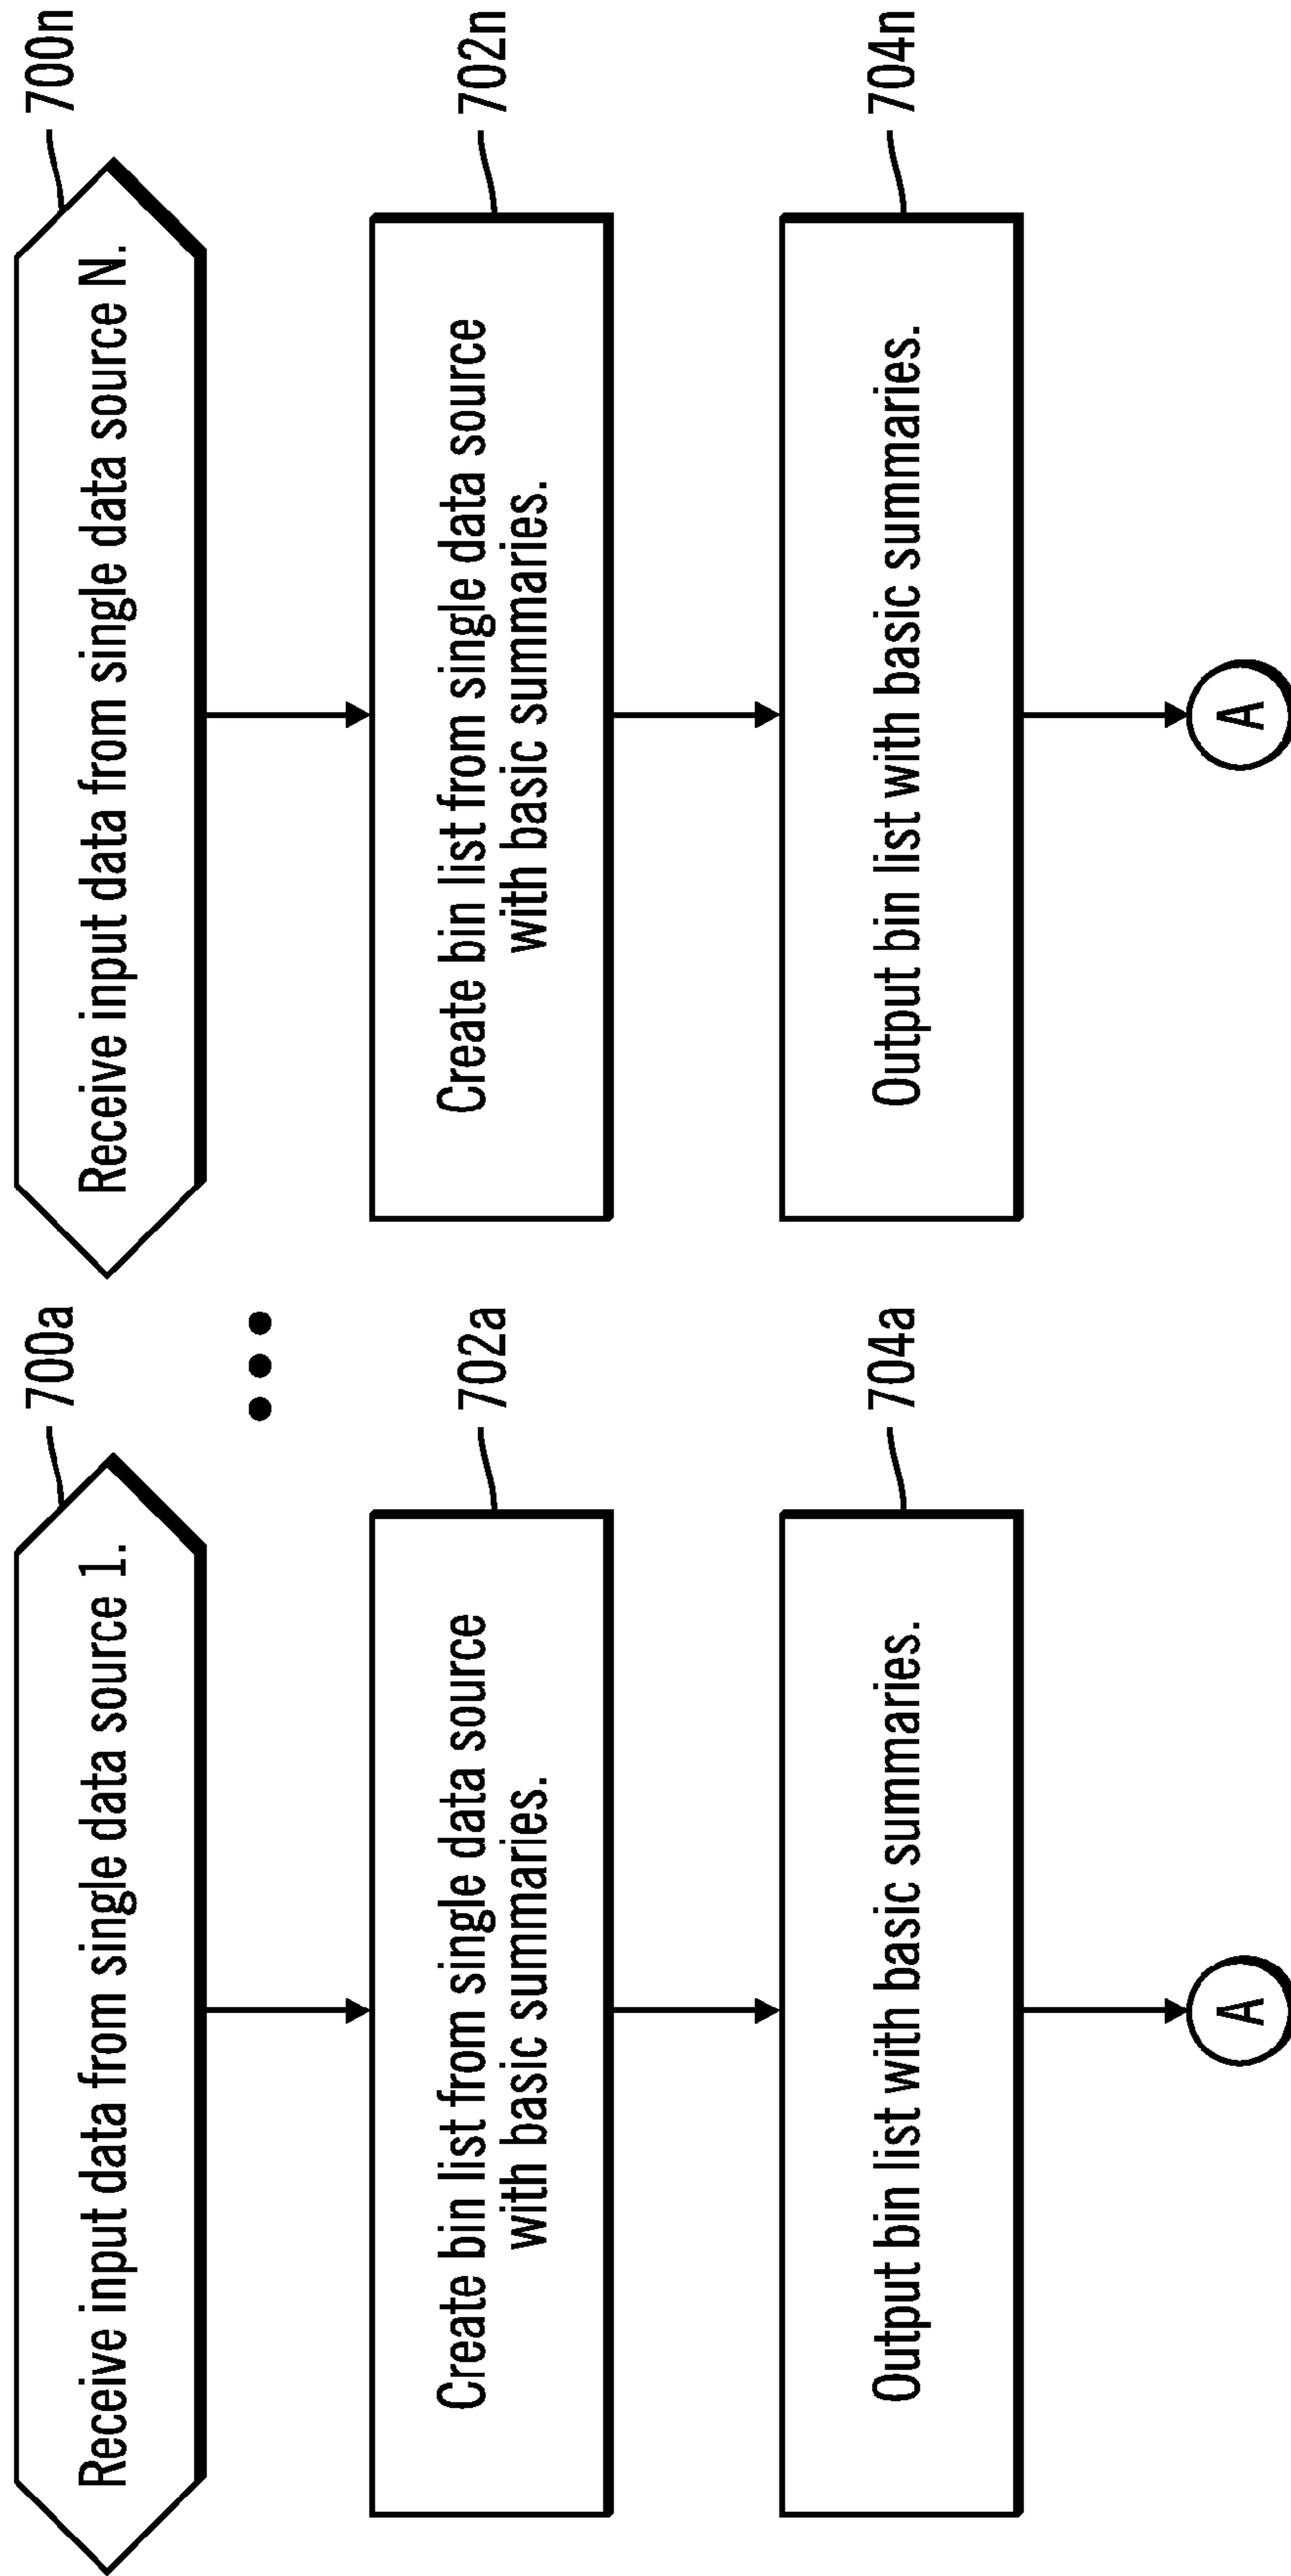 Receive input data from single data source 1.
700a
Create bin list from single data source
with basic summaries.
702a
Output bin list with basic summaries.
704a
A
Receive input data from single data source N.
700n
Create bin list from single data source
with basic summaries.
702n
Output bin list with basic summaries.
704n
A